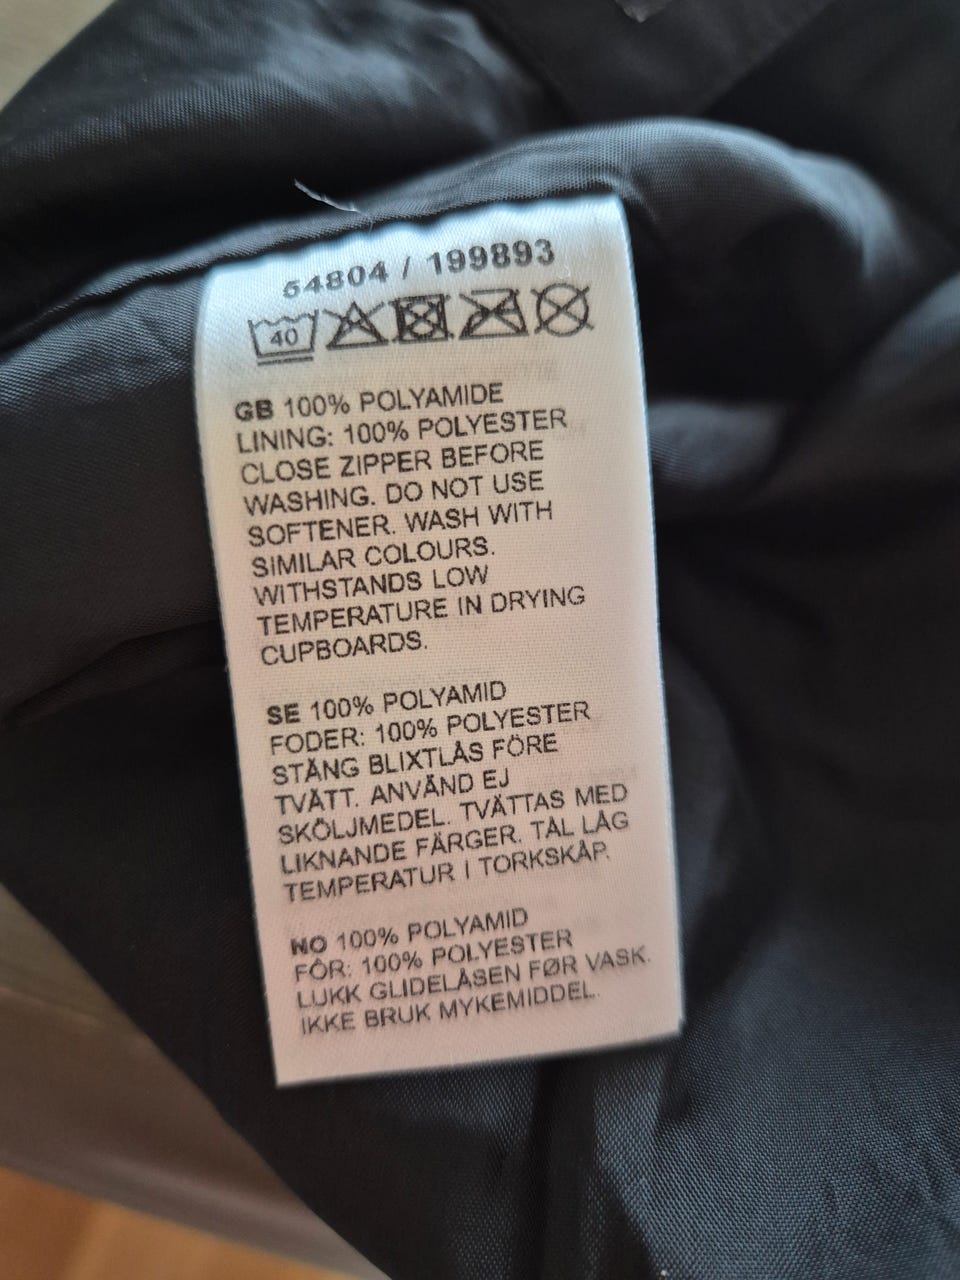 54804 / 199893
40
GB 100% POLYAMIDE
LINING: 100% POLYESTER
CLOSE ZIPPER BEFORE
WASHING. DO NOT USE
SOFTENER. WASH WITH
SIMILAR COLOURS.
WITHSTANDS LOW
TEMPERATURE IN DRYING
CUPBOARDS.
SE 100% POLYAMID
FODER: 100% POLYESTER
STÄNG BLIXTLÅS FÖRE
TVÄTT. ANVÄND EJ
SKÖLJMEDEL. TVÄTTAS MED
LIKNANDE FÄRGER. TÅL LÅG
TEMPERATUR I TORKSKÅP.
NO 100% POLYAMID
FÔR: 100% POLYESTER
LUKK GLIDELÅSEN FØR VASK.
IKKE BRUK MYKEMIDDEL.